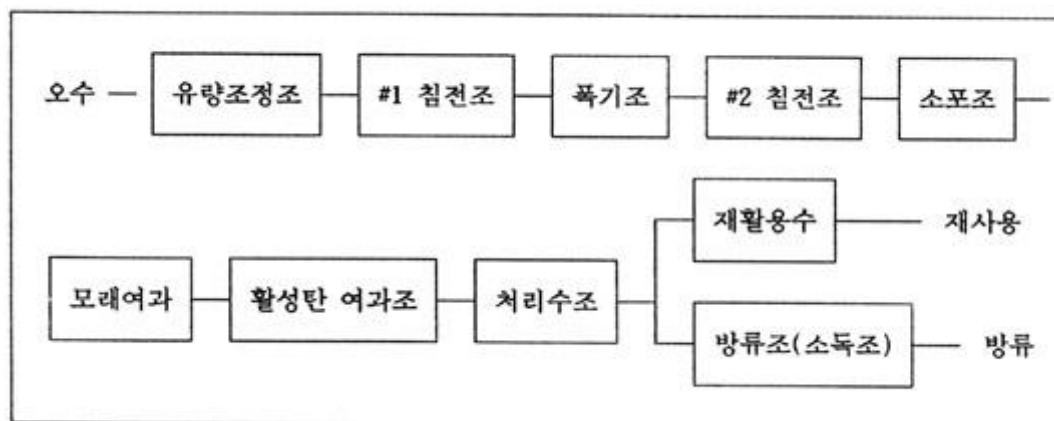 오수 유량조정조 #1 침전조 폭기조 #2 침전조 소포조
재활용수 재사용
모래여과 활성탄 여과조 처리수조
방류조(소독조) 방류